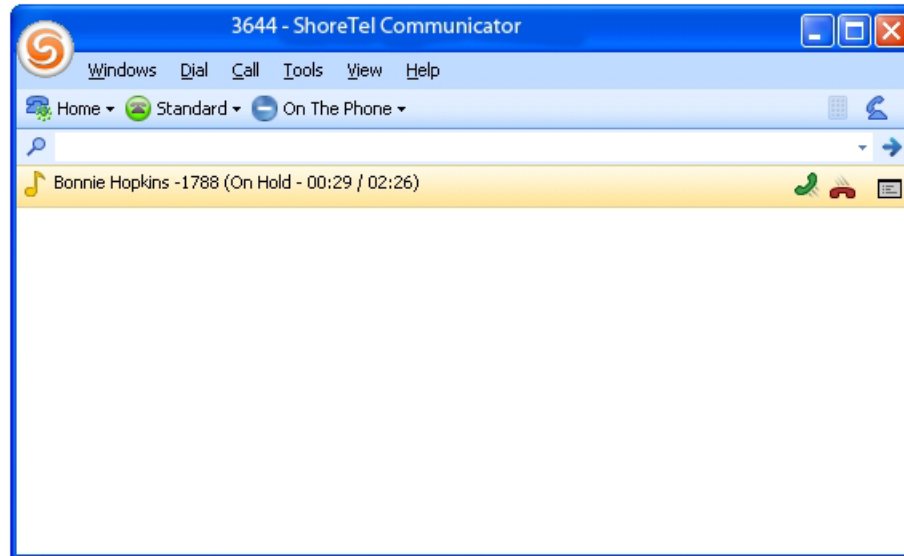 3644 - ShoreTel Communicator
Windows Dial Call Tools View Help
Home Standard On The Phone
Bonnie Hopkins -1788 (On Hold - 00:29 / 02:26)